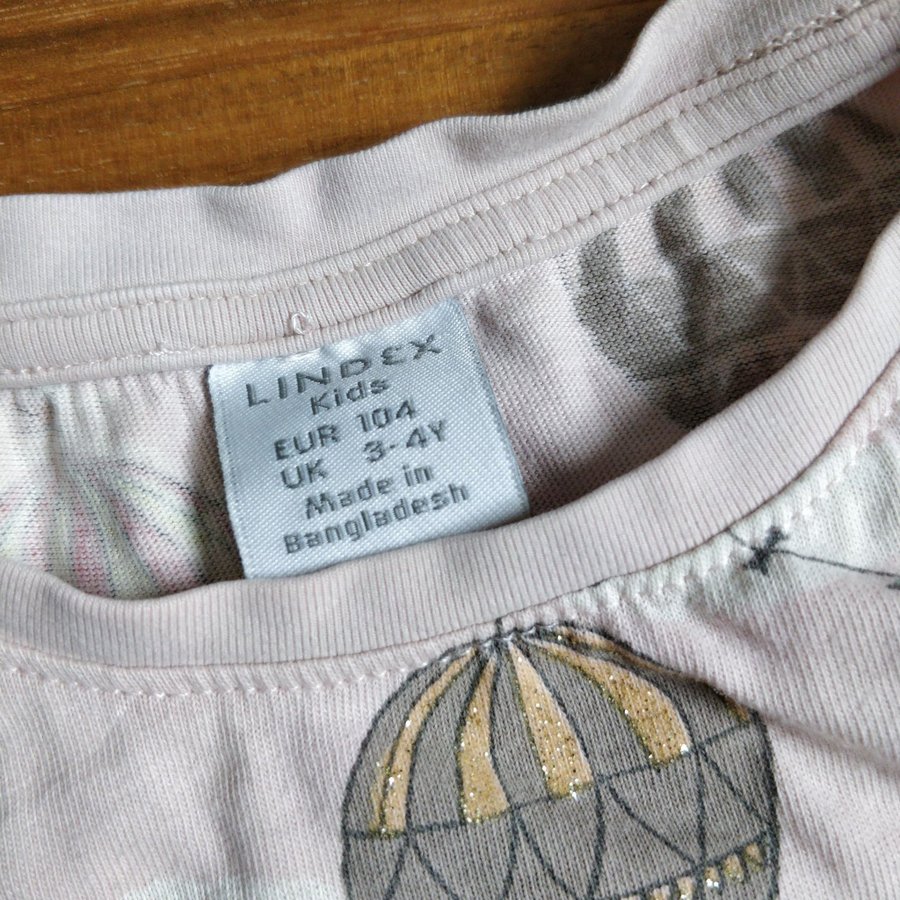 LINDEX
Kids
EUR 104
UK 3-4Y
Made in
Bangladesh